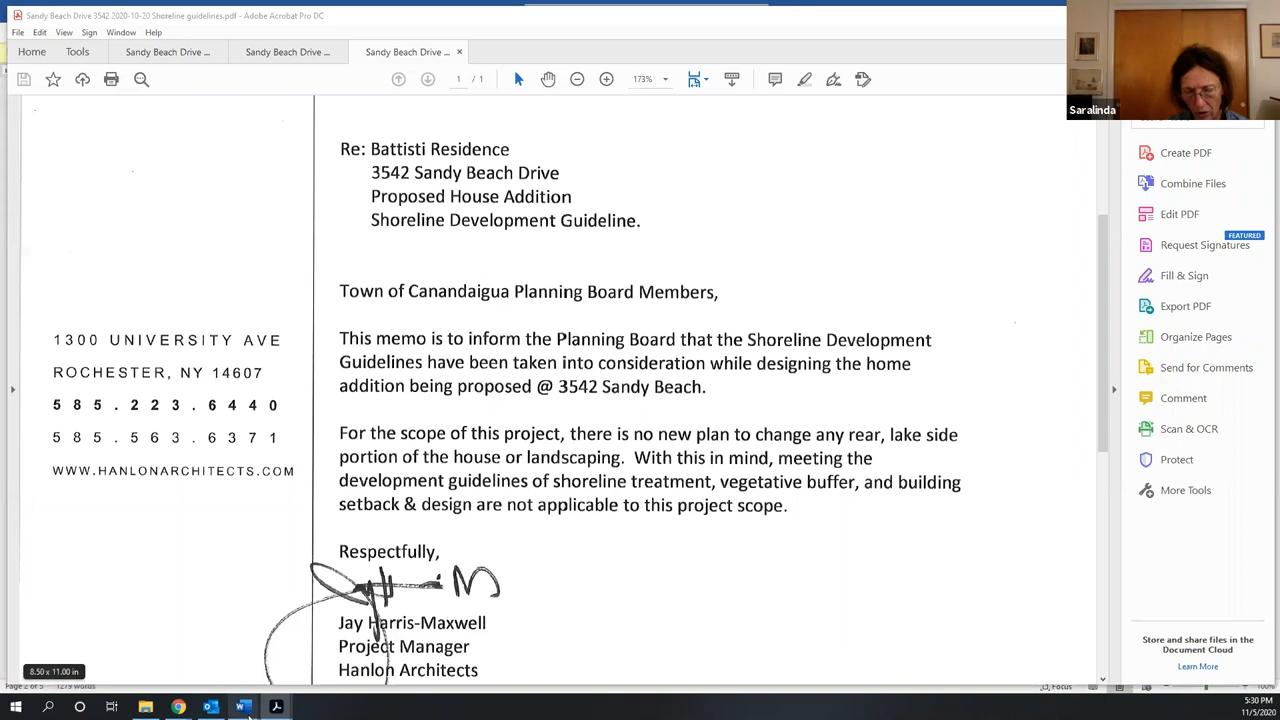 Sandy Beach Drive 3542 2020-10-20 Shoreline guidelines.pdf - Adobe Acrobat Pro DC
File Edit View Sign Window Help
Home Tools Sandy Beach Drive ... Sandy Beach Drive ... Sandy Beach Drive ... ×
1 / 1 173%
Saralinda
Re: Battisti Residence
3542 Sandy Beach Drive
Proposed House Addition
Shoreline Development Guideline.
Town of Canandaigua Planning Board Members,
This memo is to inform the Planning Board that the Shoreline Development
Guidelines have been taken into consideration while designing the home
addition being proposed @ 3542 Sandy Beach.
For the scope of this project, there is no new plan to change any rear, lake side
portion of the house or landscaping. With this in mind, meeting the
development guidelines of shoreline treatment, vegetative buffer, and building
setback & design are not applicable to this project scope.
Respectfully,
Jay Harris-Maxwell
Project Manager
Hanlon Architects
1300 UNIVERSITY AVE
ROCHESTER, NY 14607
585.223.6440
585.563.6371
WWW.HANLONARCHITECTS.COM
Create PDF
Combine Files
Edit PDF
FEATURED
Request Signatures
Fill & Sign
Export PDF
Organize Pages
Send for Comments
Comment
Scan & OCR
Protect
More Tools
Store and share files in the
Document Cloud
Learn More
8.50 x 11.00 in
Page 2 of 5 1279 words
Focus
100%
5:30 PM
11/5/2020